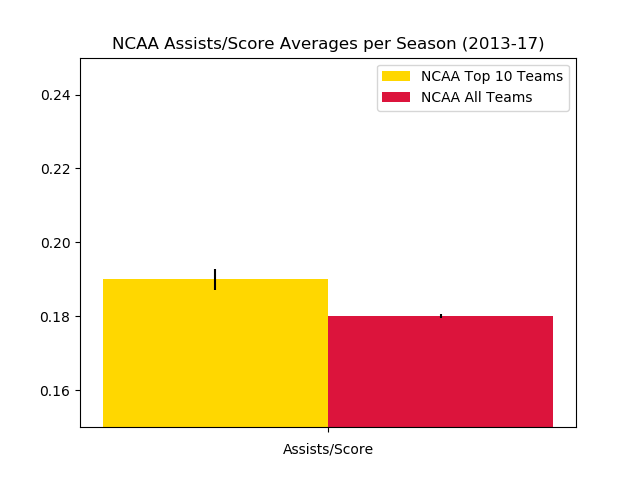 NCAA Assists/Score Averages per Season (2013-17)
NCAA Top 10 Teams
NCAA All Teams
0.24
0.22
0.20
0.18
0.16
Assists/Score